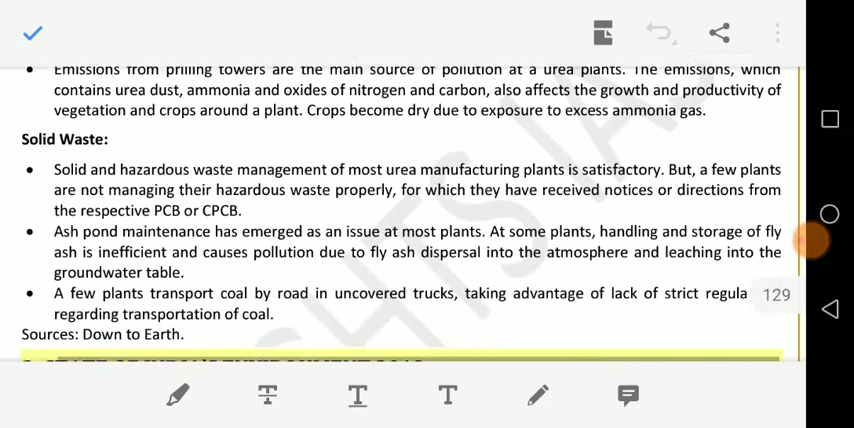 • Emissions from prilling towers are the main source of pollution at a urea plants. The emissions, which
contains urea dust, ammonia and oxides of nitrogen and carbon, also affects the growth and productivity of
vegetation and crops around a plant. Crops become dry due to exposure to excess ammonia gas.
Solid Waste:
• Solid and hazardous waste management of most urea manufacturing plants is satisfactory. But, a few plants
are not managing their hazardous waste properly, for which they have received notices or directions from
the respective PCB or CPCB.
• Ash pond maintenance has emerged as an issue at most plants. At some plants, handling and storage of fly
ash is inefficient and causes pollution due to fly ash dispersal into the atmosphere and leaching into the
groundwater table.
• A few plants transport coal by road in uncovered trucks, taking advantage of lack of strict regula
129
regarding transportation of coal.
Sources: Down to Earth.
T
T
T